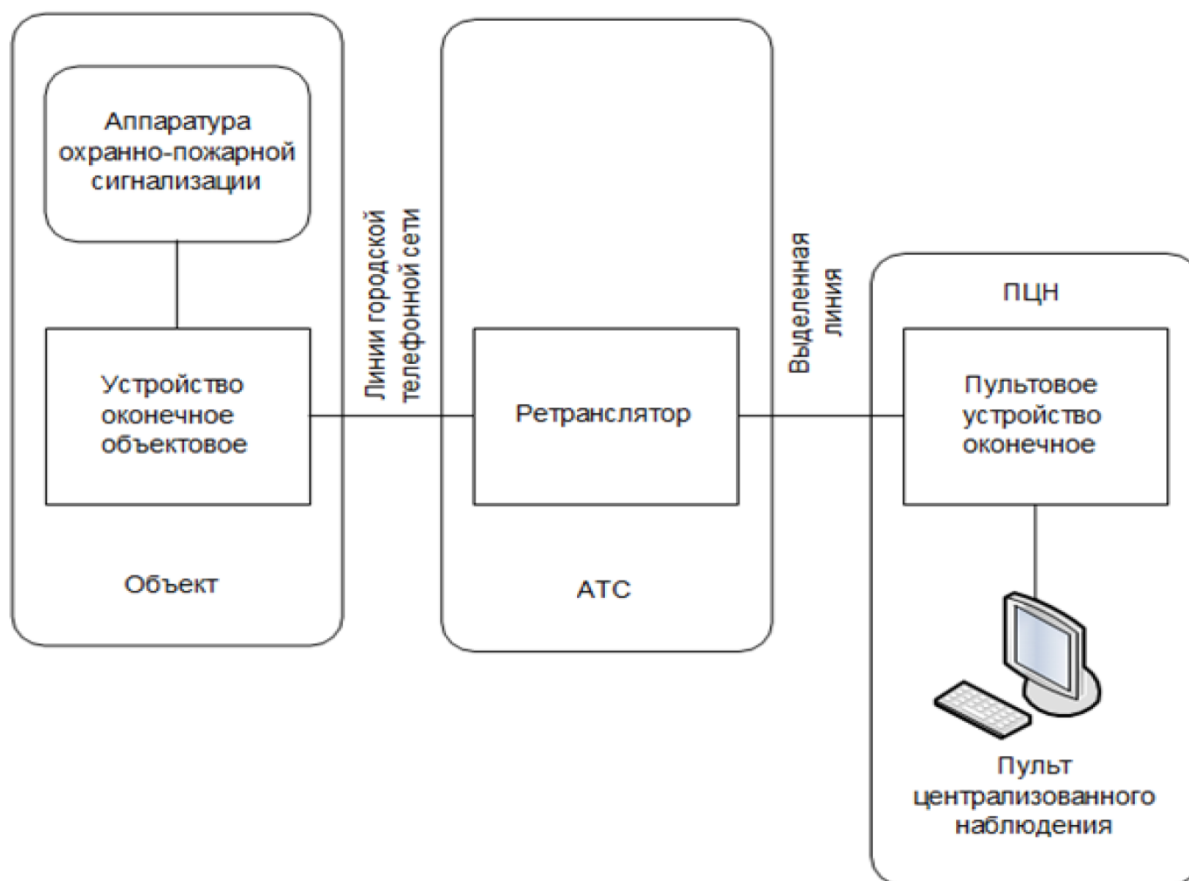 Аппаратура
охранно-пожарной
сигнализации
Устройство
оконечное
объектовое
Объект
Линии городской
телефонной сети
Ретранслятор
АТС
Выделенная
линия
ПЦН
Пультовое
устройство
оконечное
Пульт
централизованного
наблюдения